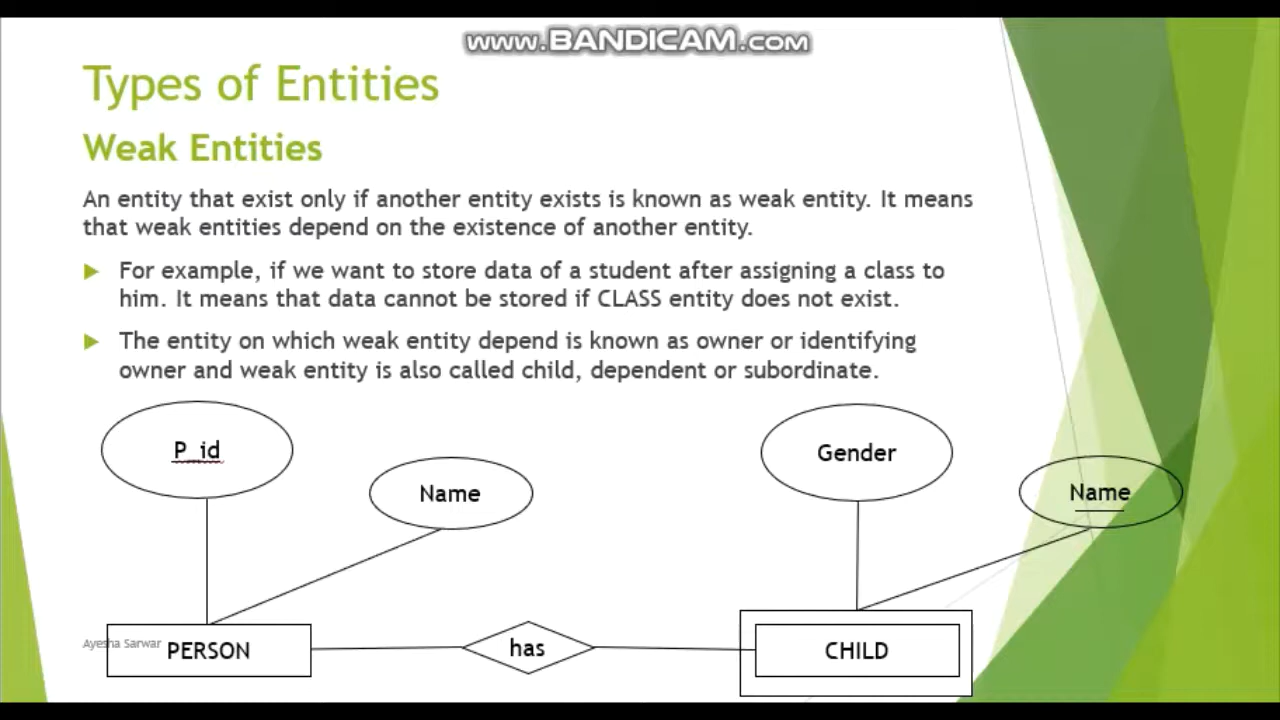 www.BANDICAM.com
Types of Entities
Weak Entities
An entity that exist only if another entity exists is known as weak entity. It means
that weak entities depend on the existence of another entity.
For example, if we want to store data of a student after assigning a class to
him. It means that data cannot be stored if CLASS entity does not exist.
The entity on which weak entity depend is known as owner or identifying
owner and weak entity is also called child, dependent or subordinate.
P_id
Name
Gender
Name
Ayesha Sarwar
PERSON
has
CHILD